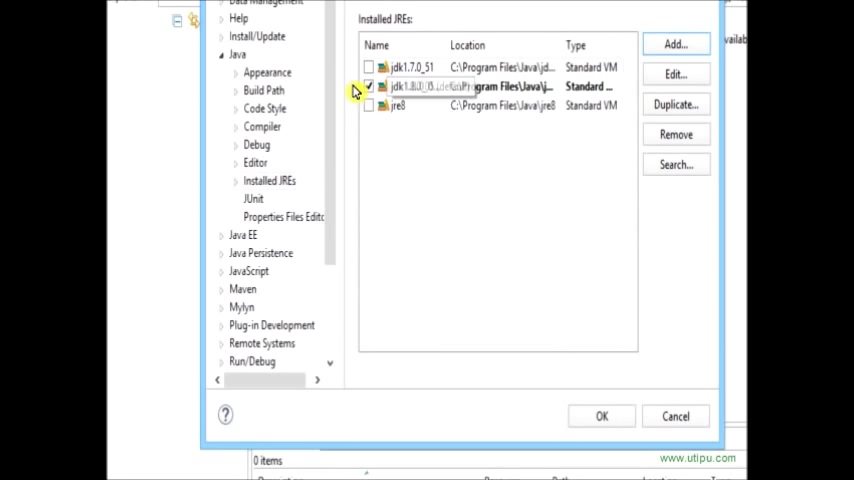 Data Management
Help
Install/Update
Java
Appearance
Build Path
Code Style
Compiler
Debug
Editor
Installed JREs
JUnit
Properties Files Edito
Java EE
Java Persistence
JavaScript
Maven
Mylyn
Plug-in Development
Remote Systems
Run/Debug
Installed JREs:
Name Location Type
jdk1.7.0_51 C:\Program Files\Java\jd... Standard VM
Program Files\Java\j... Standard ...
jre8 C:\Program Files\Java\jre8 Standard VM
Add...
Edit...
Duplicate...
Remove
Search...
OK
Cancel
0 items
www.utipu.com